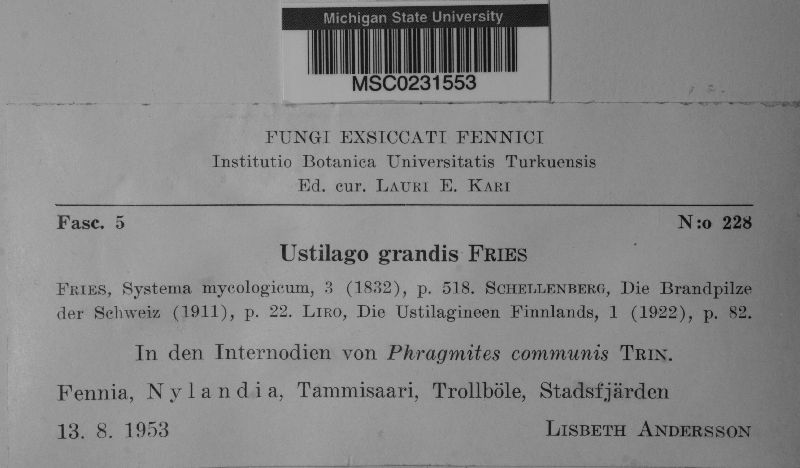 Michigan State University
MSC0231553
FUNGI EXSICCATI FENNICI
Institutio Botanica Universitatis Turkuensis
Ed. cur. LAURI E. KARI
Fasc. 5 N:o 228
Ustilago grandis FRIES
FRIES, Systema mycologicum, 3 (1832), p. 518. SCHELLENBERG, Die Brandpilze
der Schweiz (1911), p. 22. LIRO, Die Ustilagineen Finnlands, 1 (1922), p. 82.
In den Internodien von Phragmites communis TRIN.
Fennia, Nylandia, Tammisaari, Trollböle, Stadsfjärden
13. 8. 1953 LISBETH ANDERSSON